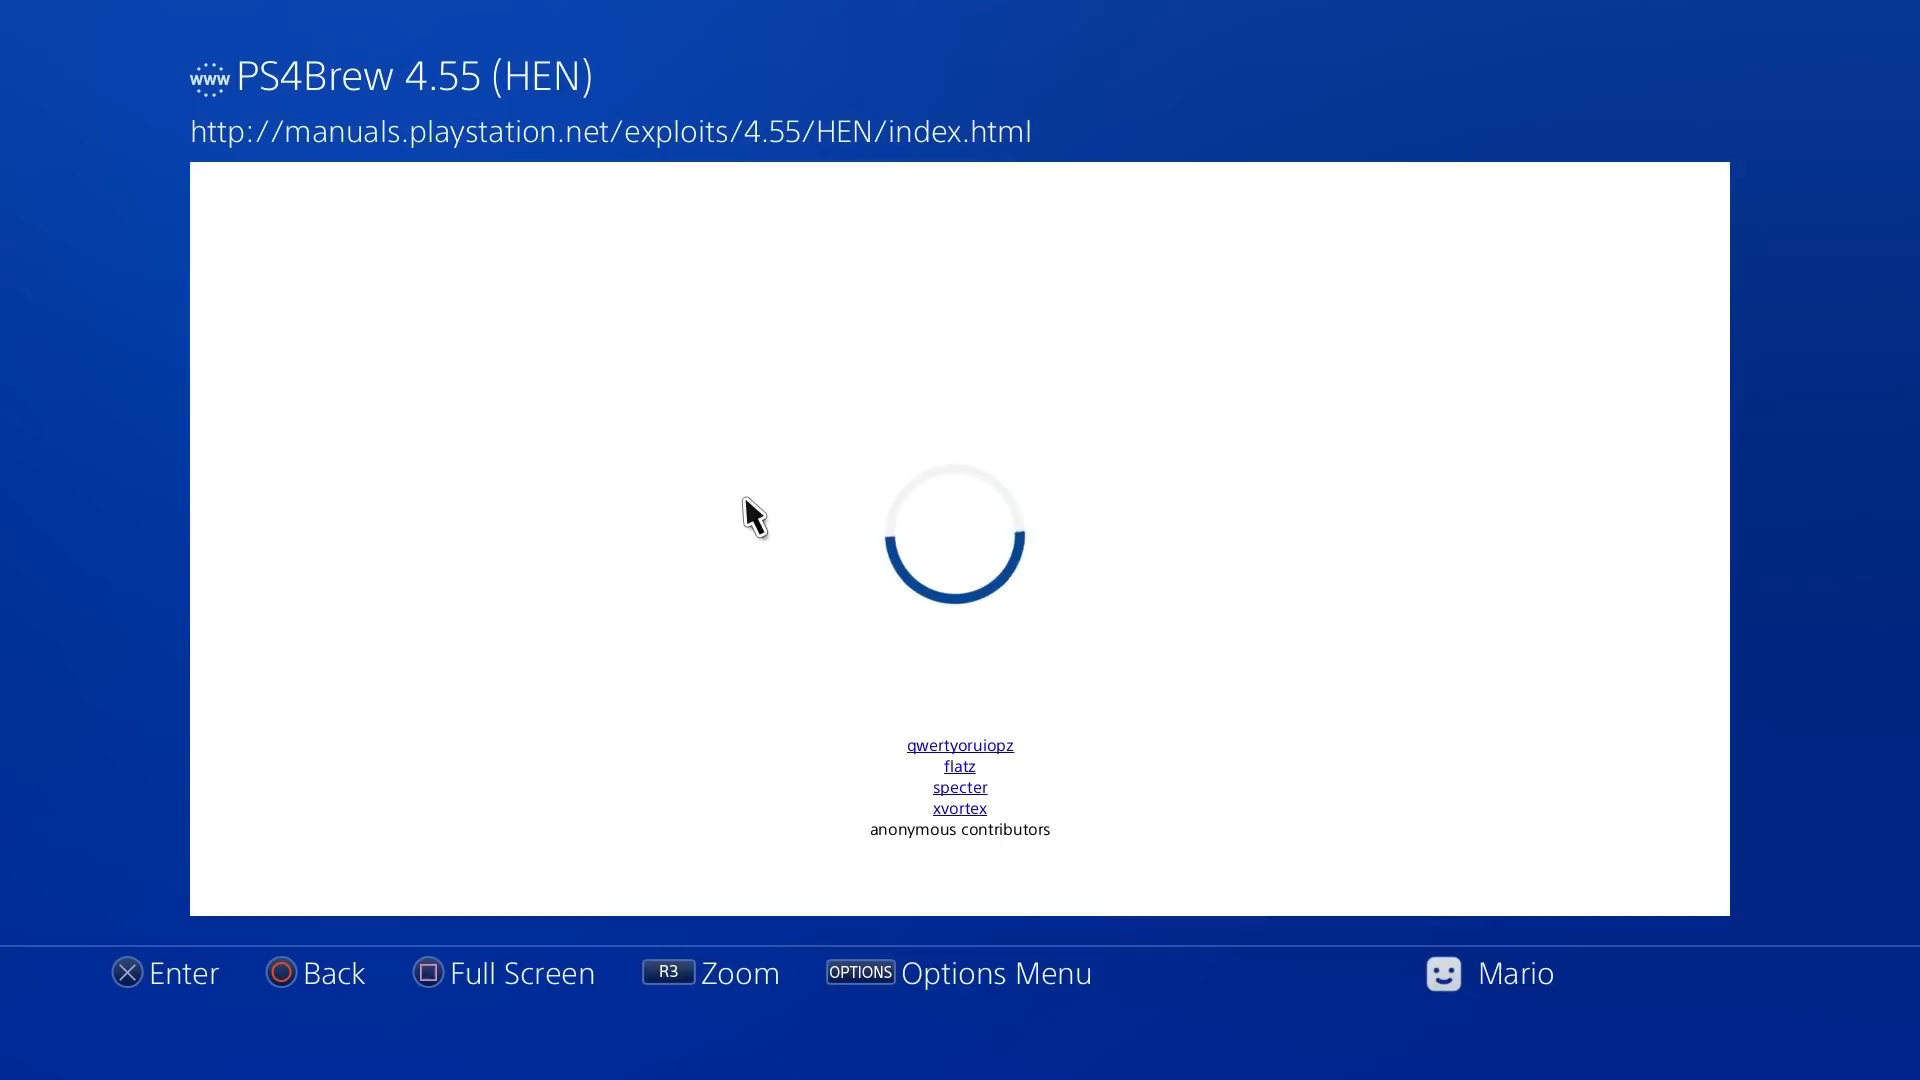 www PS4Brew 4.55 (HEN)
http://manuals.playstation.net/exploits/4.55/HEN/index.html
qwertyoruiopz
flatz
specter
xvortex
anonymous contributors
Enter Back Full Screen R3 Zoom OPTIONS Options Menu Mario